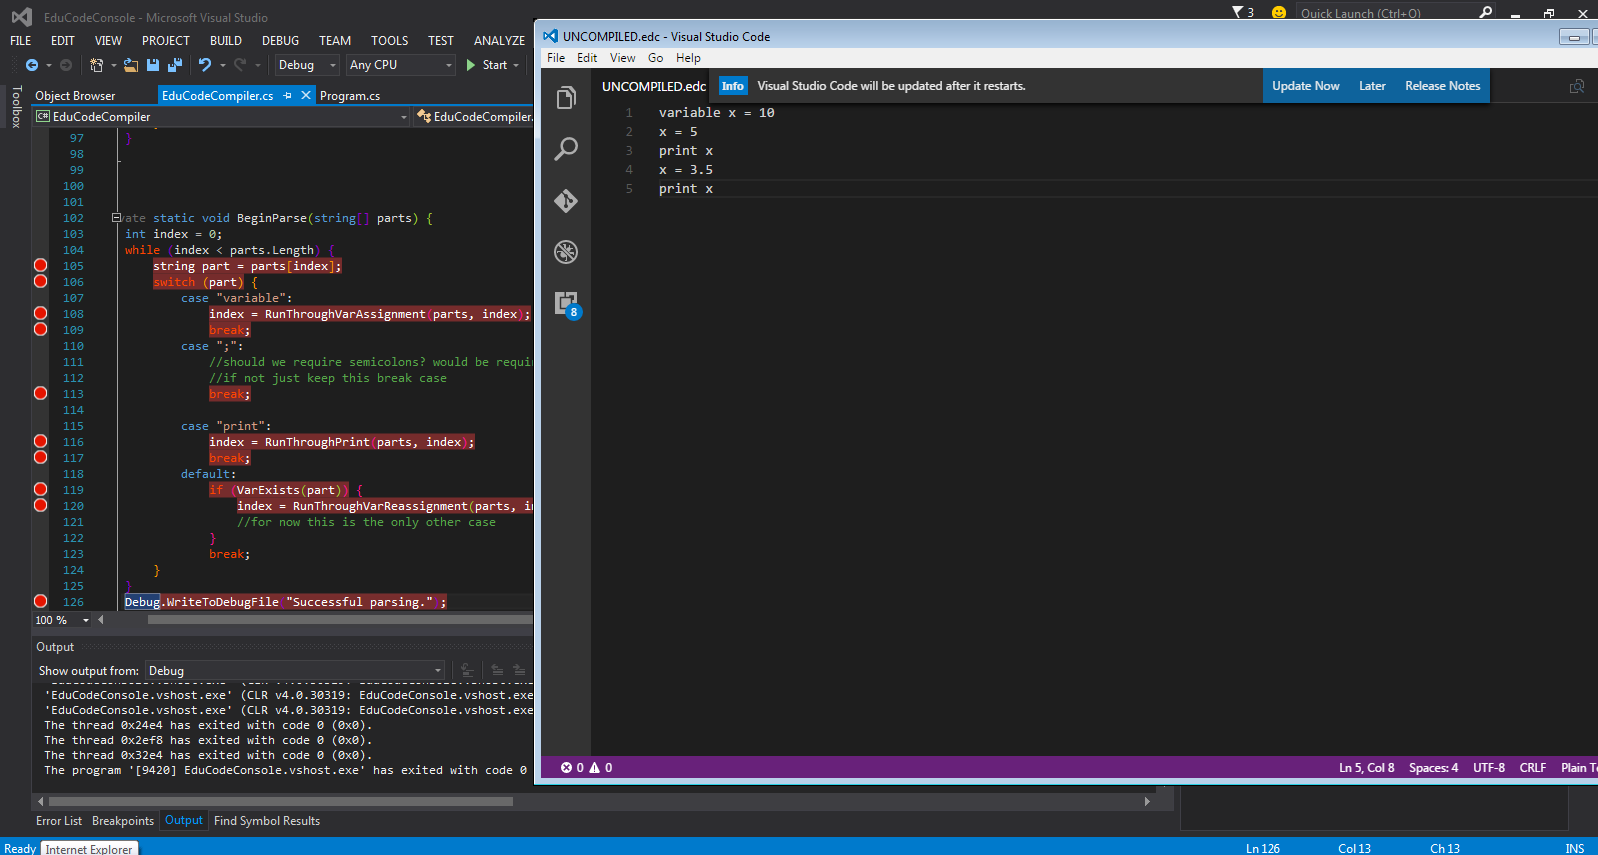 EduCodeConsole - Microsoft Visual Studio
3
Quick Launch (Ctrl+Q)
FILE EDIT VIEW PROJECT BUILD DEBUG TEAM TOOLS TEST ANALYZE
Debug Any CPU Start
Toolbox
Object Browser EduCodeCompiler.cs Program.cs
C# EduCodeCompiler EduCodeCompiler.
97 }
98
99
100
101
102 vate static void BeginParse(string[] parts) {
103 int index = 0;
104 while (index < parts.Length) {
105 string part = parts[index];
106 switch (part) {
107 case "variable":
108 index = RunThroughVarAssignment(parts, index);
109 break;
110 case ";":
111 //should we require semicolons? would be requi
112 //if not just keep this break case
113 break;
114
115 case "print":
116 index = RunThroughPrint(parts, index);
117 break;
118 default:
119 if (VarExists(part)) {
120 index = RunThroughVarReassignment(parts, in
121 //for now this is the only other case
122 }
123 break;
124 }
125 }
126 Debug.WriteToDebugFile("Successful parsing.");
100 %
Output
Show output from: Debug
'EduCodeConsole.vshost.exe' (CLR v4.0.30319: EduCodeConsole.vshost.exe
'EduCodeConsole.vshost.exe' (CLR v4.0.30319: EduCodeConsole.vshost.exe
The thread 0x24e4 has exited with code 0 (0x0).
The thread 0x2ef8 has exited with code 0 (0x0).
The thread 0x32e4 has exited with code 0 (0x0).
The program '[9420] EduCodeConsole.vshost.exe' has exited with code 0
Error List Breakpoints Output Find Symbol Results
Ready Internet Explorer Ln 126 Col 13 Ch 13 INS
UNCOMPILED.edc - Visual Studio Code
File Edit View Go Help
UNCOMPILED.edc Info Visual Studio Code will be updated after it restarts. Update Now Later Release Notes
1 variable x = 10
2 x = 5
3 print x
4 x = 3.5
5 print x
8
0 0 Ln 5, Col 8 Spaces: 4 UTF-8 CRLF Plain Te